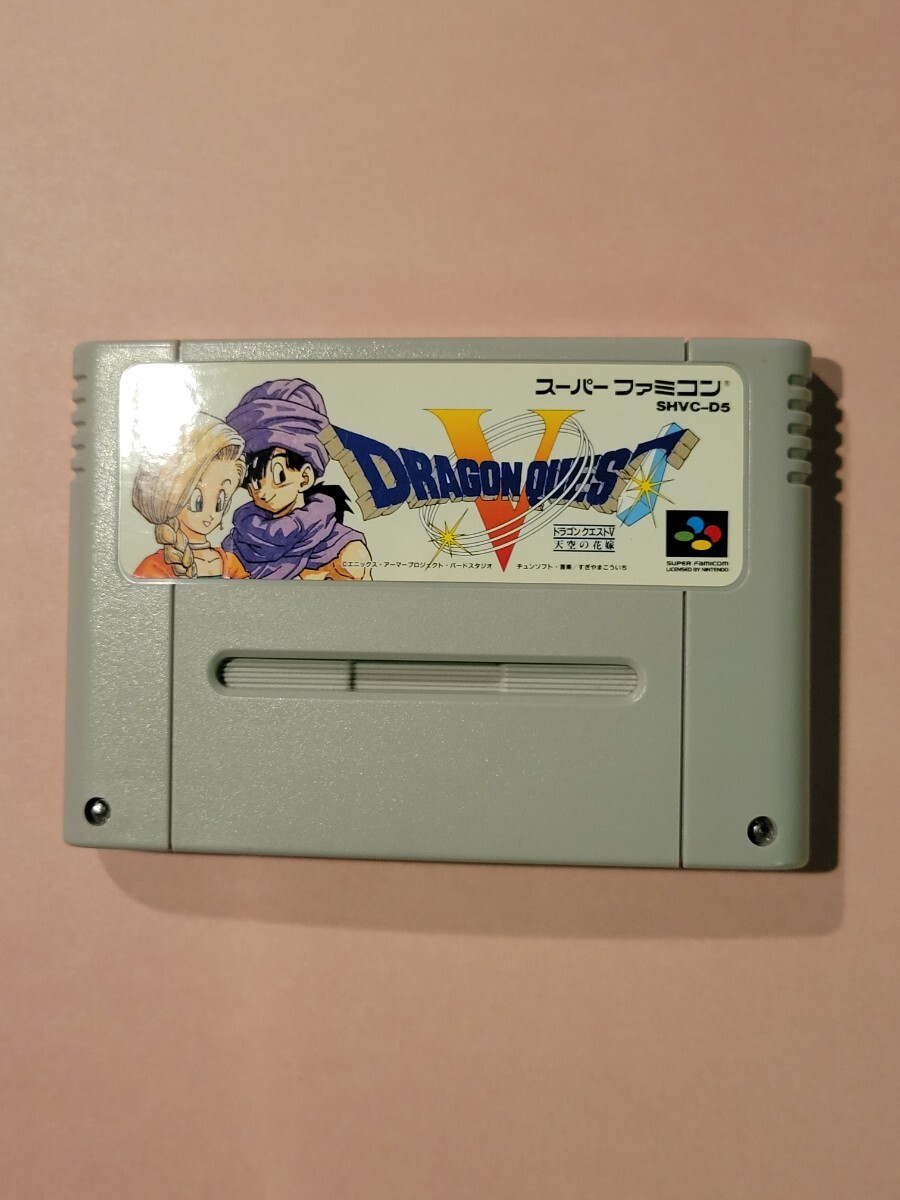 スーパー ファミコン®
SHVC-D5
DRAGON QUEST
V
ドラゴンクエストV
天空の花嫁
©エニックス・アーマープロジェクト・バードスタジオ チュンソフト・音楽/すぎやまこういち
SUPER FAMICOM
LICENSED BY NINTENDO